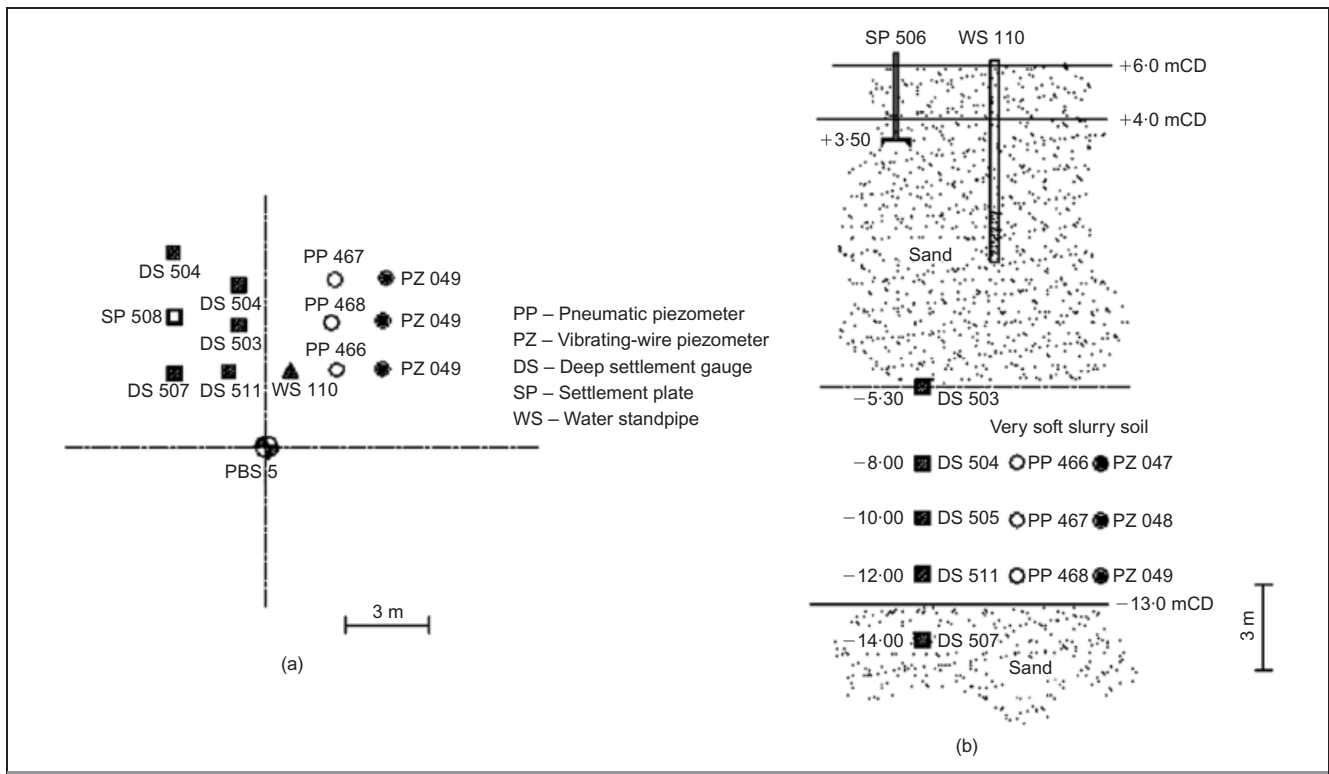 DS 504
DS 504
SP 508
DS 503
DS 507
DS 511
WS 110
PP 467
PZ 049
PP 468
PZ 049
PP 466
PZ 049
PBS 5
3 m
(a)
PP – Pneumatic piezometer
PZ – Vibrating-wire piezometer
DS – Deep settlement gauge
SP – Settlement plate
WS – Water standpipe
SP 506 WS 110
+6·0 mCD
+4·0 mCD
+3·50
Sand
−5·30 DS 503
Very soft slurry soil
−8·00 DS 504 PP 466 PZ 047
−10·00 DS 505 PP 467 PZ 048
−12·00 DS 511 PP 468 PZ 049
−13·0 mCD
−14·00 DS 507
Sand
3 m
(b)